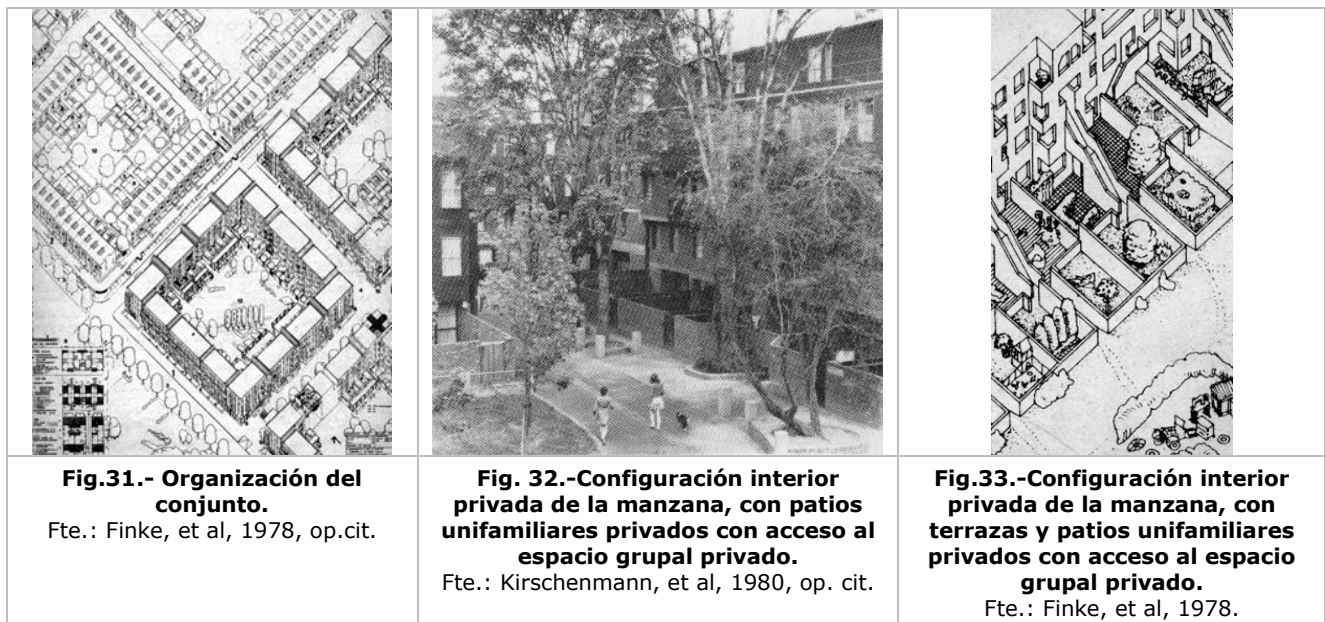 Fig.31.- Organización del
conjunto.
Fte.: Finke, et al, 1978, op.cit.
Fig. 32.-Configuración interior
privada de la manzana, con patios
unifamiliares privados con acceso al
espacio grupal privado.
Fte.: Kirschenmann, et al, 1980, op. cit.
Fig.33.-Configuración interior
privada de la manzana, con
terrazas y patios unifamiliares
privados con acceso al espacio
grupal privado.
Fte.: Finke, et al, 1978.